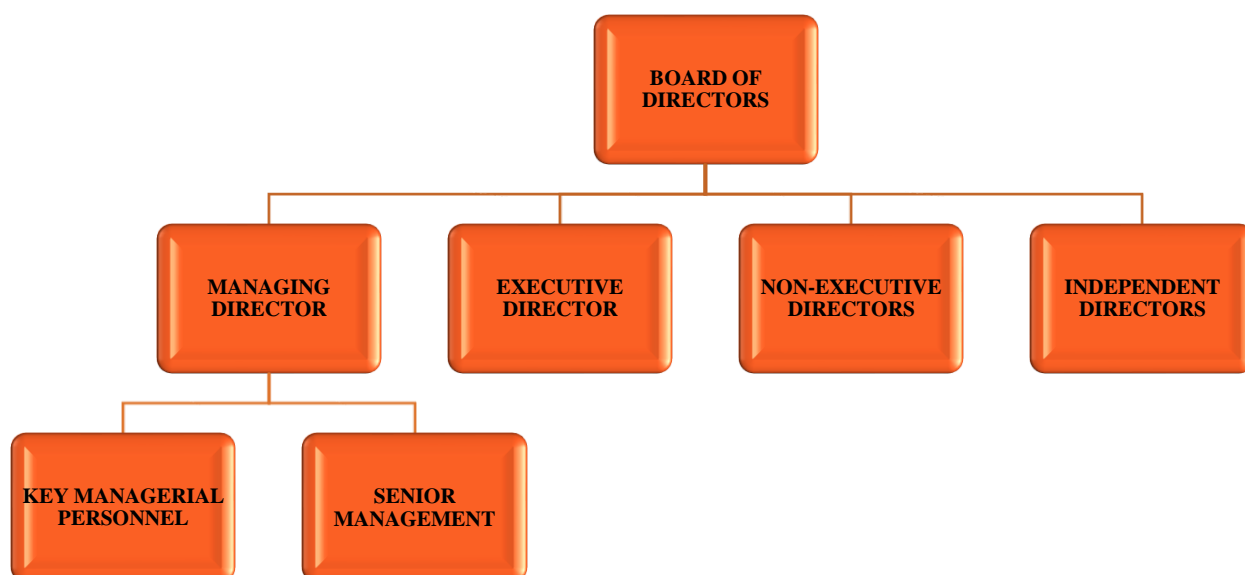 BOARD OF
DIRECTORS
MANAGING
DIRECTOR
EXECUTIVE
DIRECTOR
NON-EXECUTIVE
DIRECTORS
INDEPENDENT
DIRECTORS
KEY MANAGERIAL
PERSONNEL
SENIOR
MANAGEMENT